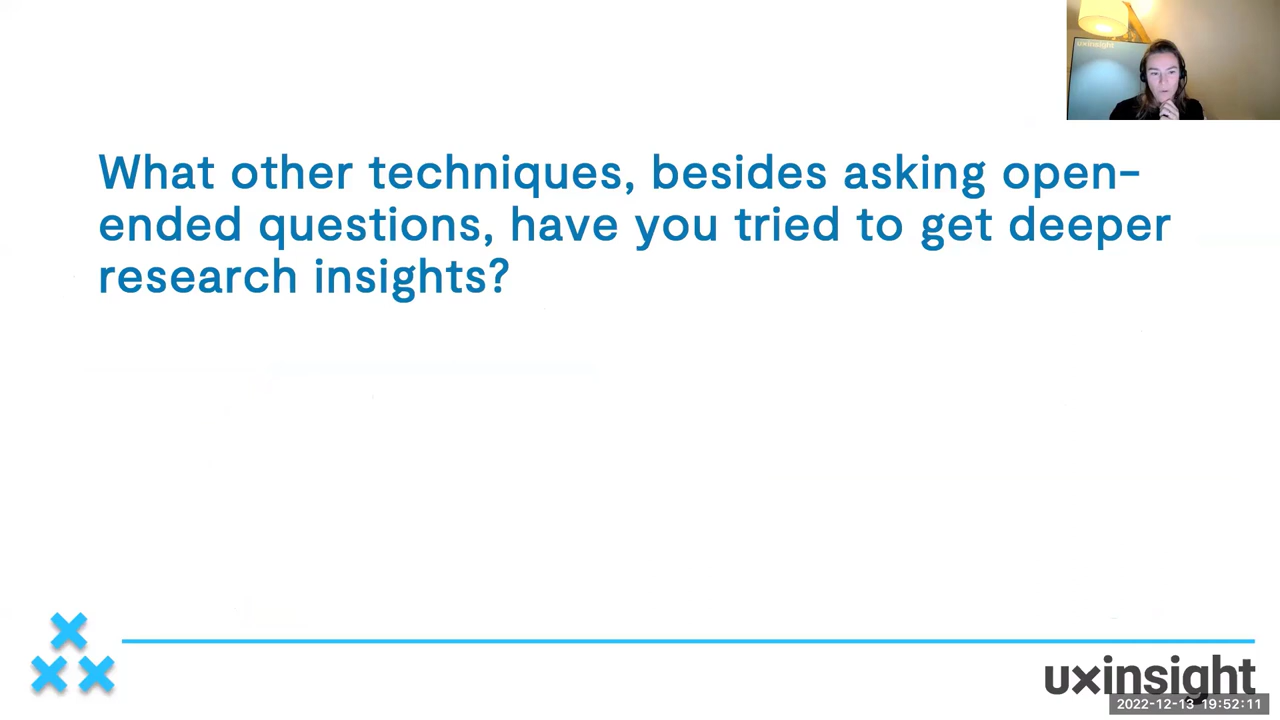 uxinsight
What other techniques, besides asking open-
ended questions, have you tried to get deeper
research insights?
uxinsight
2022-12-13 19:52:11